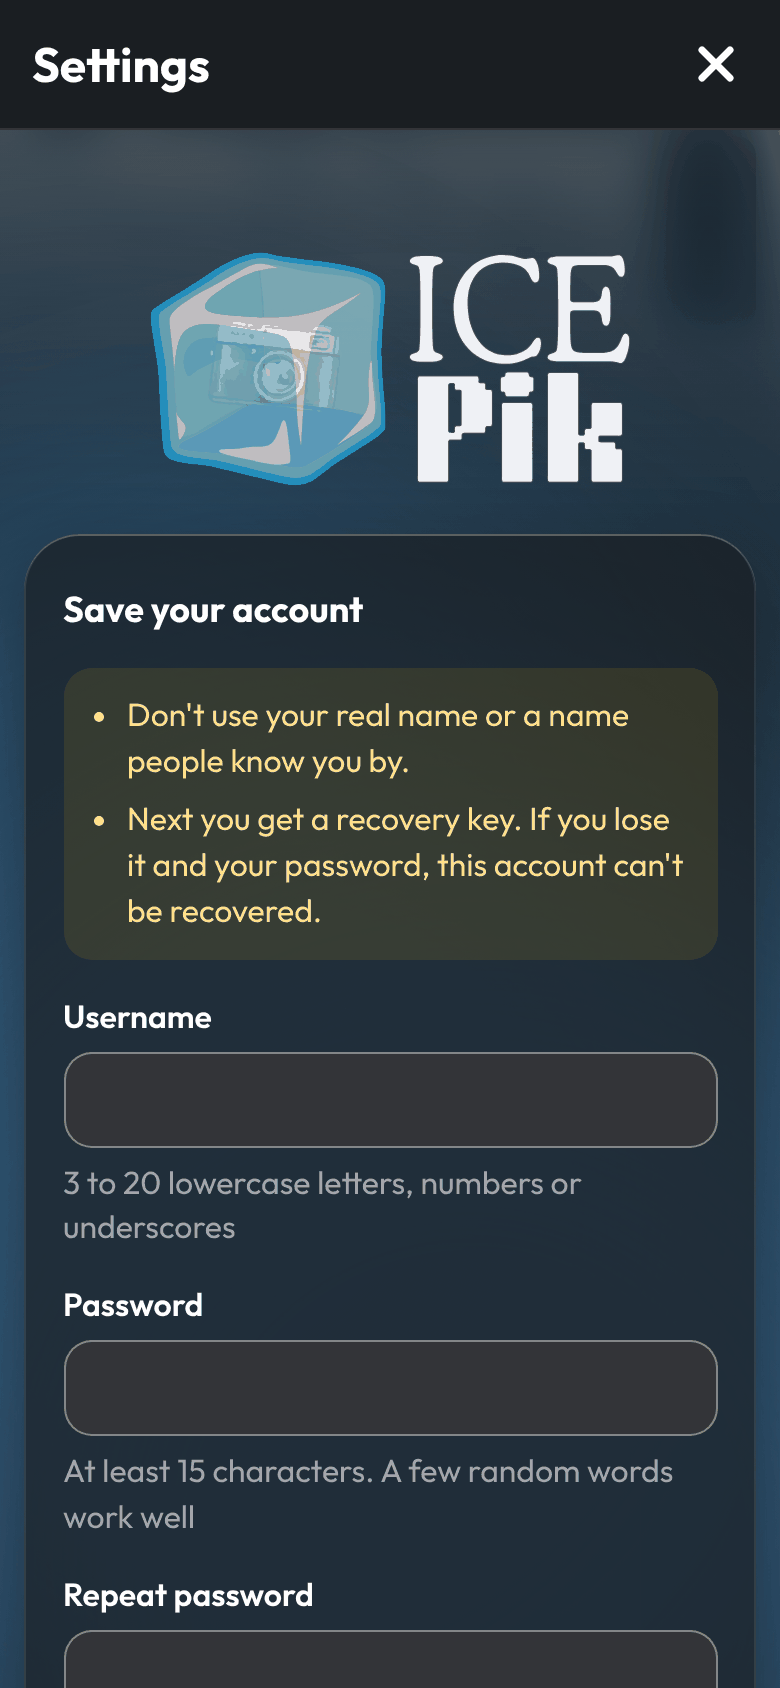 Settings
ICE
Pik
Save your account
Don't use your real name or a name
people know you by.
Next you get a recovery key. If you lose
it and your password, this account can't
be recovered.
Username
3 to 20 lowercase letters, numbers or
underscores
Password
At least 15 characters. A few random words
work well
Repeat password